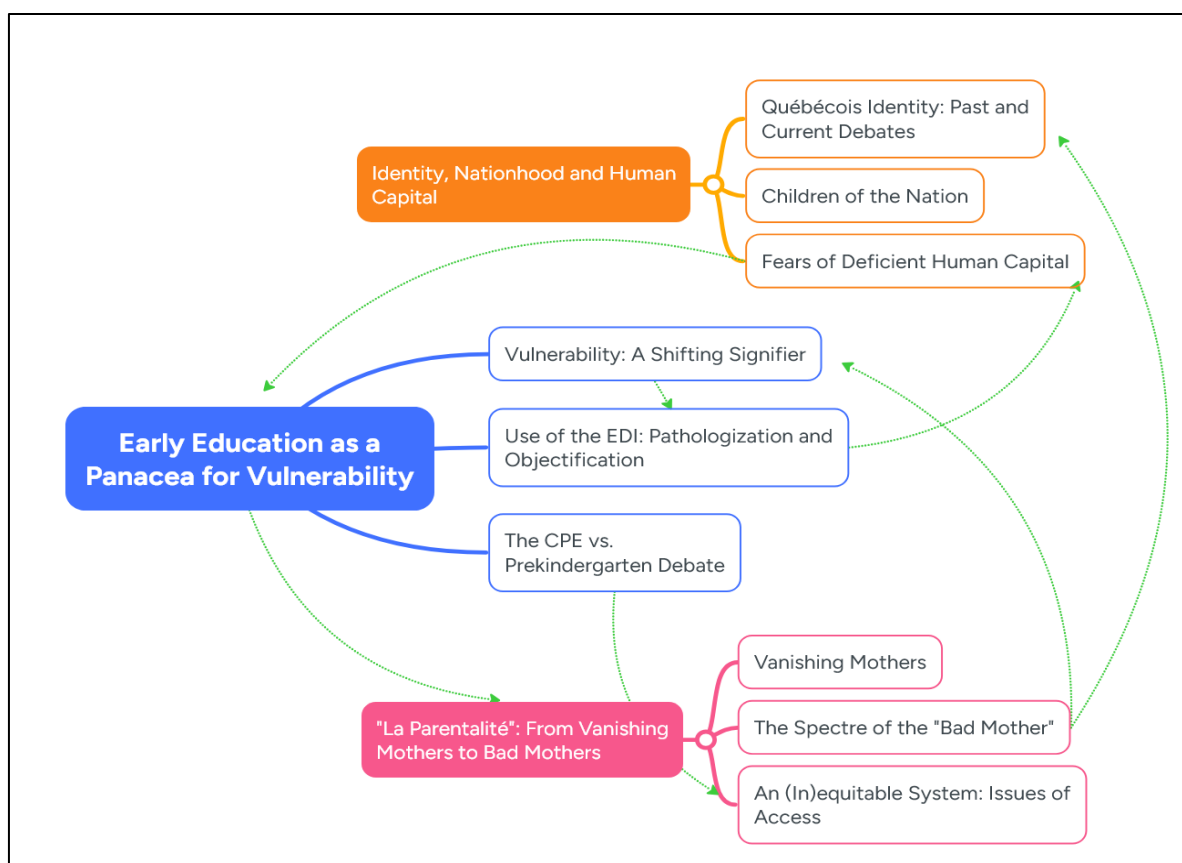 Québécois Identity: Past and
Current Debates
Identity, Nationhood and Human
Capital
Children of the Nation
Fears of Deficient Human Capital
Vulnerability: A Shifting Signifier
Early Education as a
Panacea for Vulnerability
Use of the EDI: Pathologization and
Objectification
The CPE vs.
Prekindergarten Debate
Vanishing Mothers
"La Parentalité": From Vanishing
Mothers to Bad Mothers
The Spectre of the "Bad Mother"
An (In)equitable System: Issues of
Access